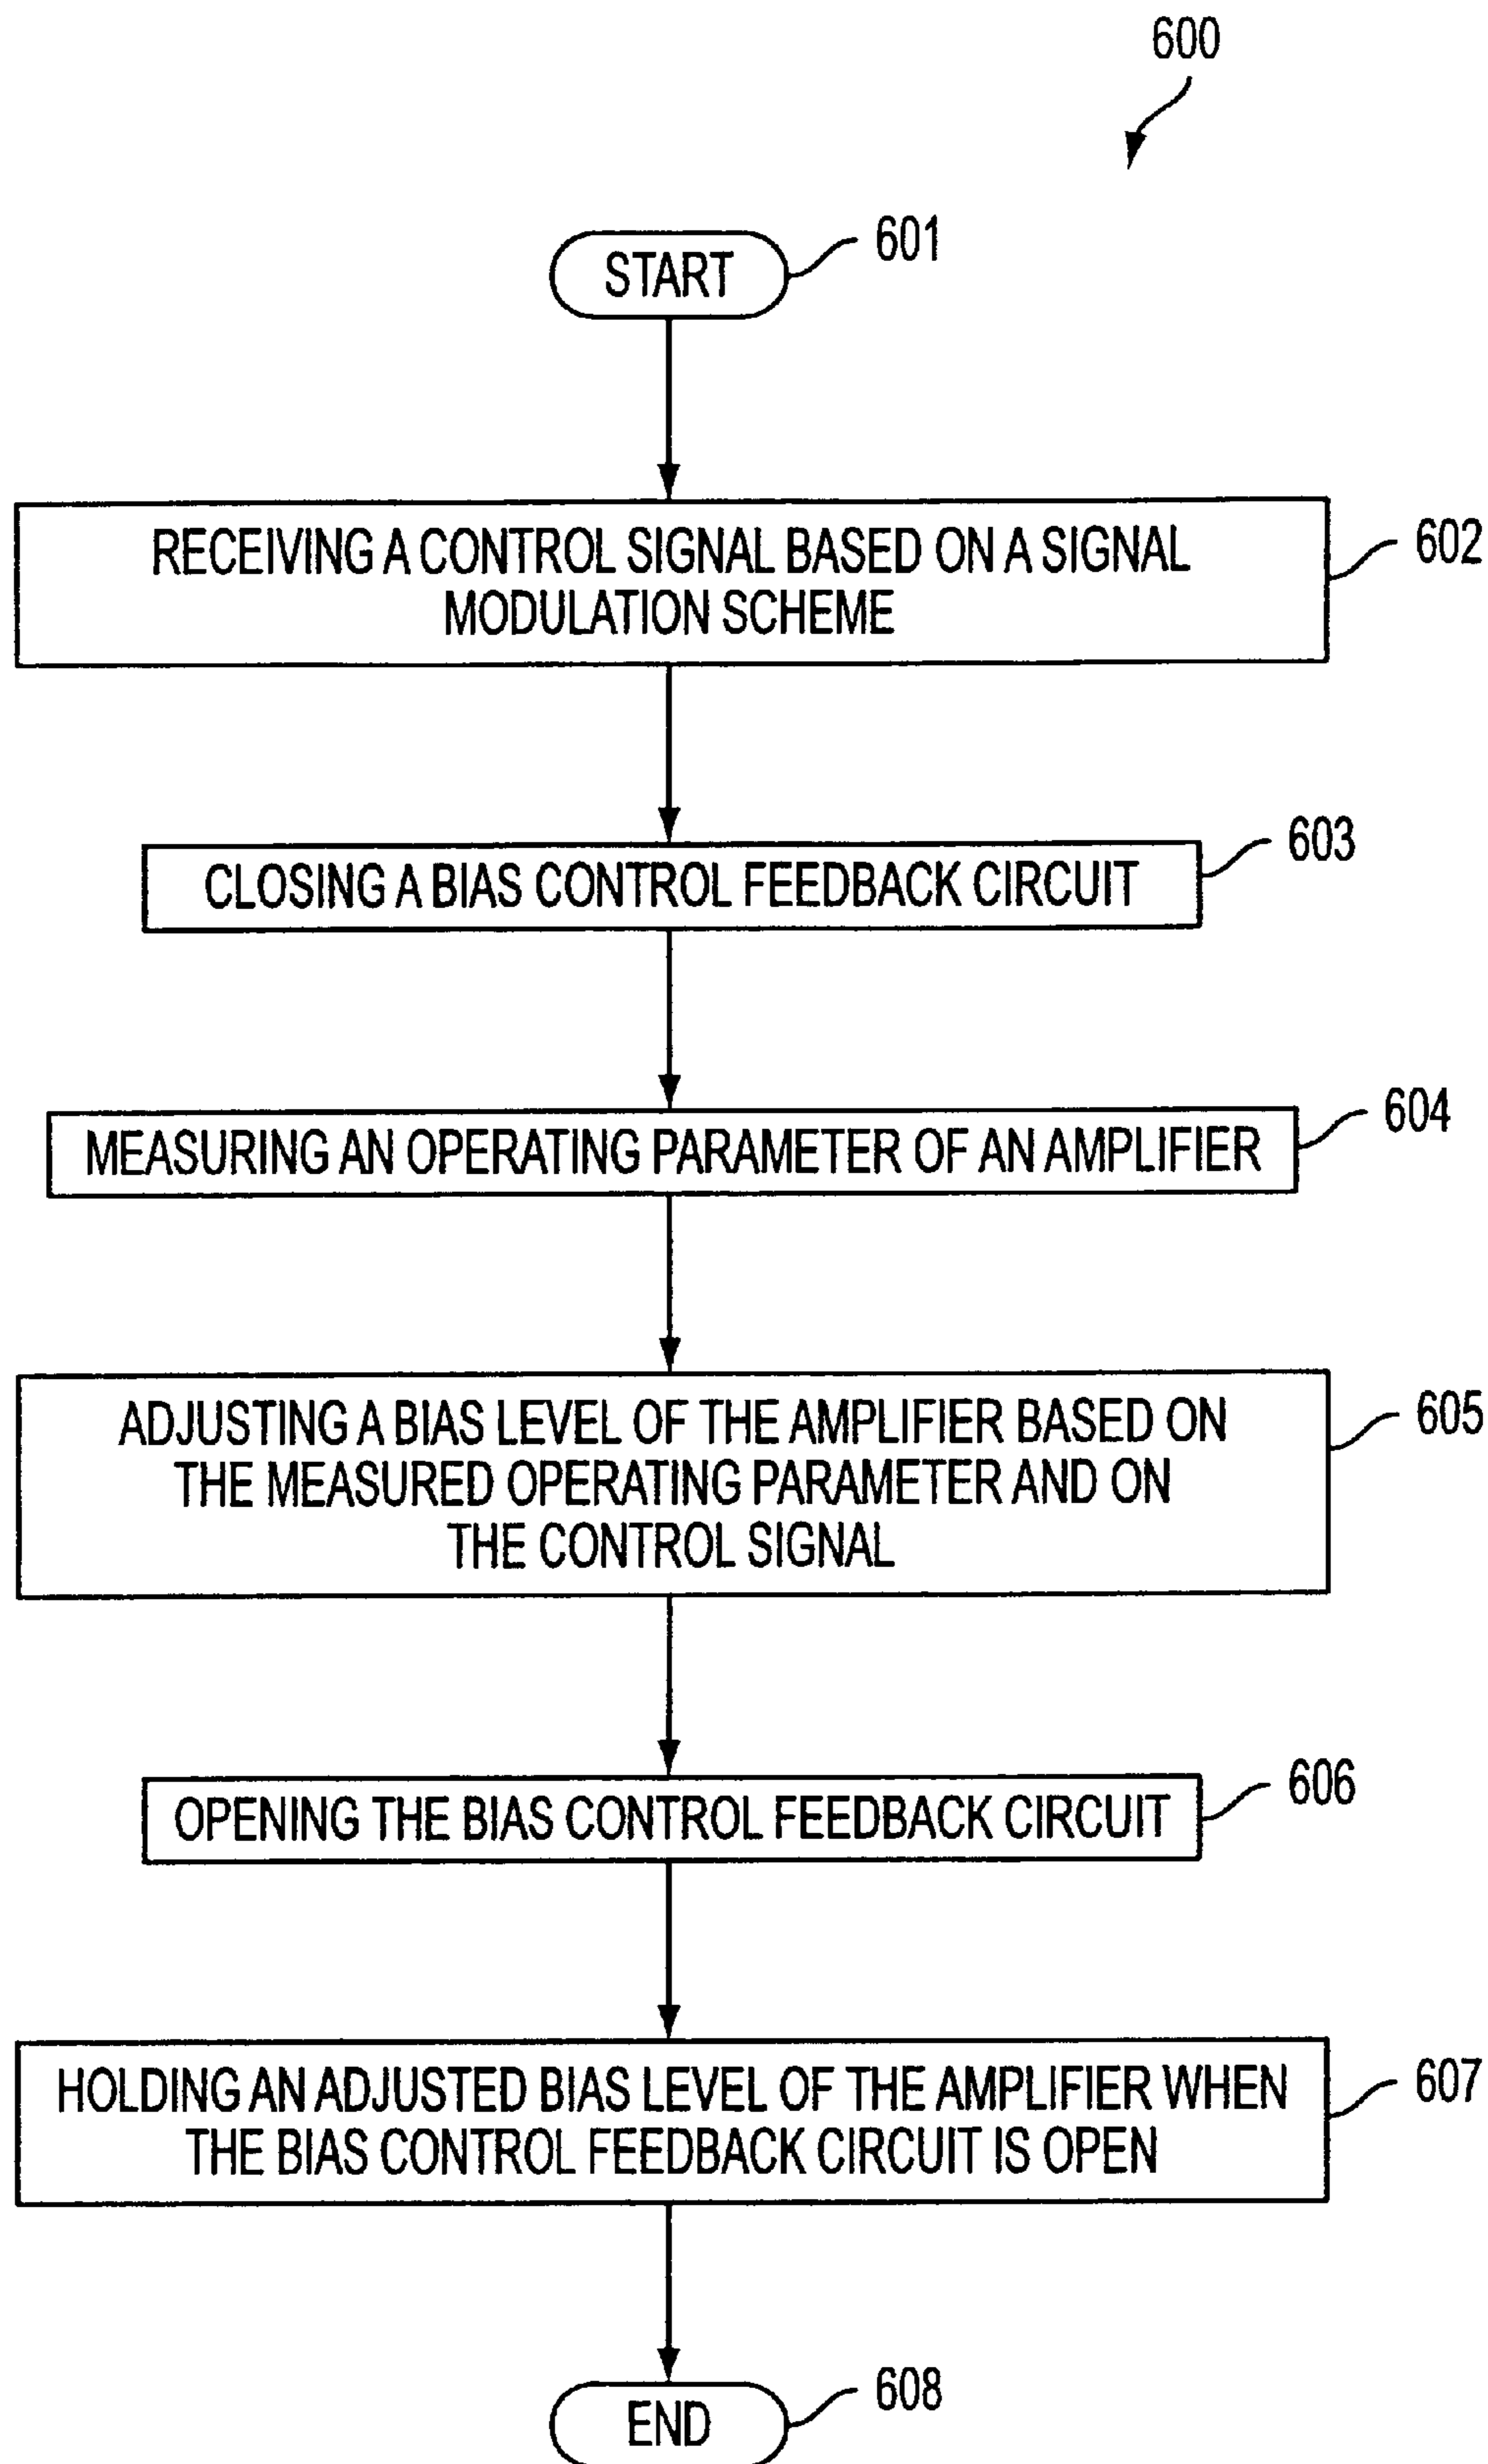 600
START
601
RECEIVING A CONTROL SIGNAL BASED ON A SIGNAL
MODULATION SCHEME
602
CLOSING A BIAS CONTROL FEEDBACK CIRCUIT
603
MEASURING AN OPERATING PARAMETER OF AN AMPLIFIER
604
ADJUSTING A BIAS LEVEL OF THE AMPLIFIER BASED ON
THE MEASURED OPERATING PARAMETER AND ON
THE CONTROL SIGNAL
605
OPENING THE BIAS CONTROL FEEDBACK CIRCUIT
606
HOLDING AN ADJUSTED BIAS LEVEL OF THE AMPLIFIER WHEN
THE BIAS CONTROL FEEDBACK CIRCUIT IS OPEN
607
END
608